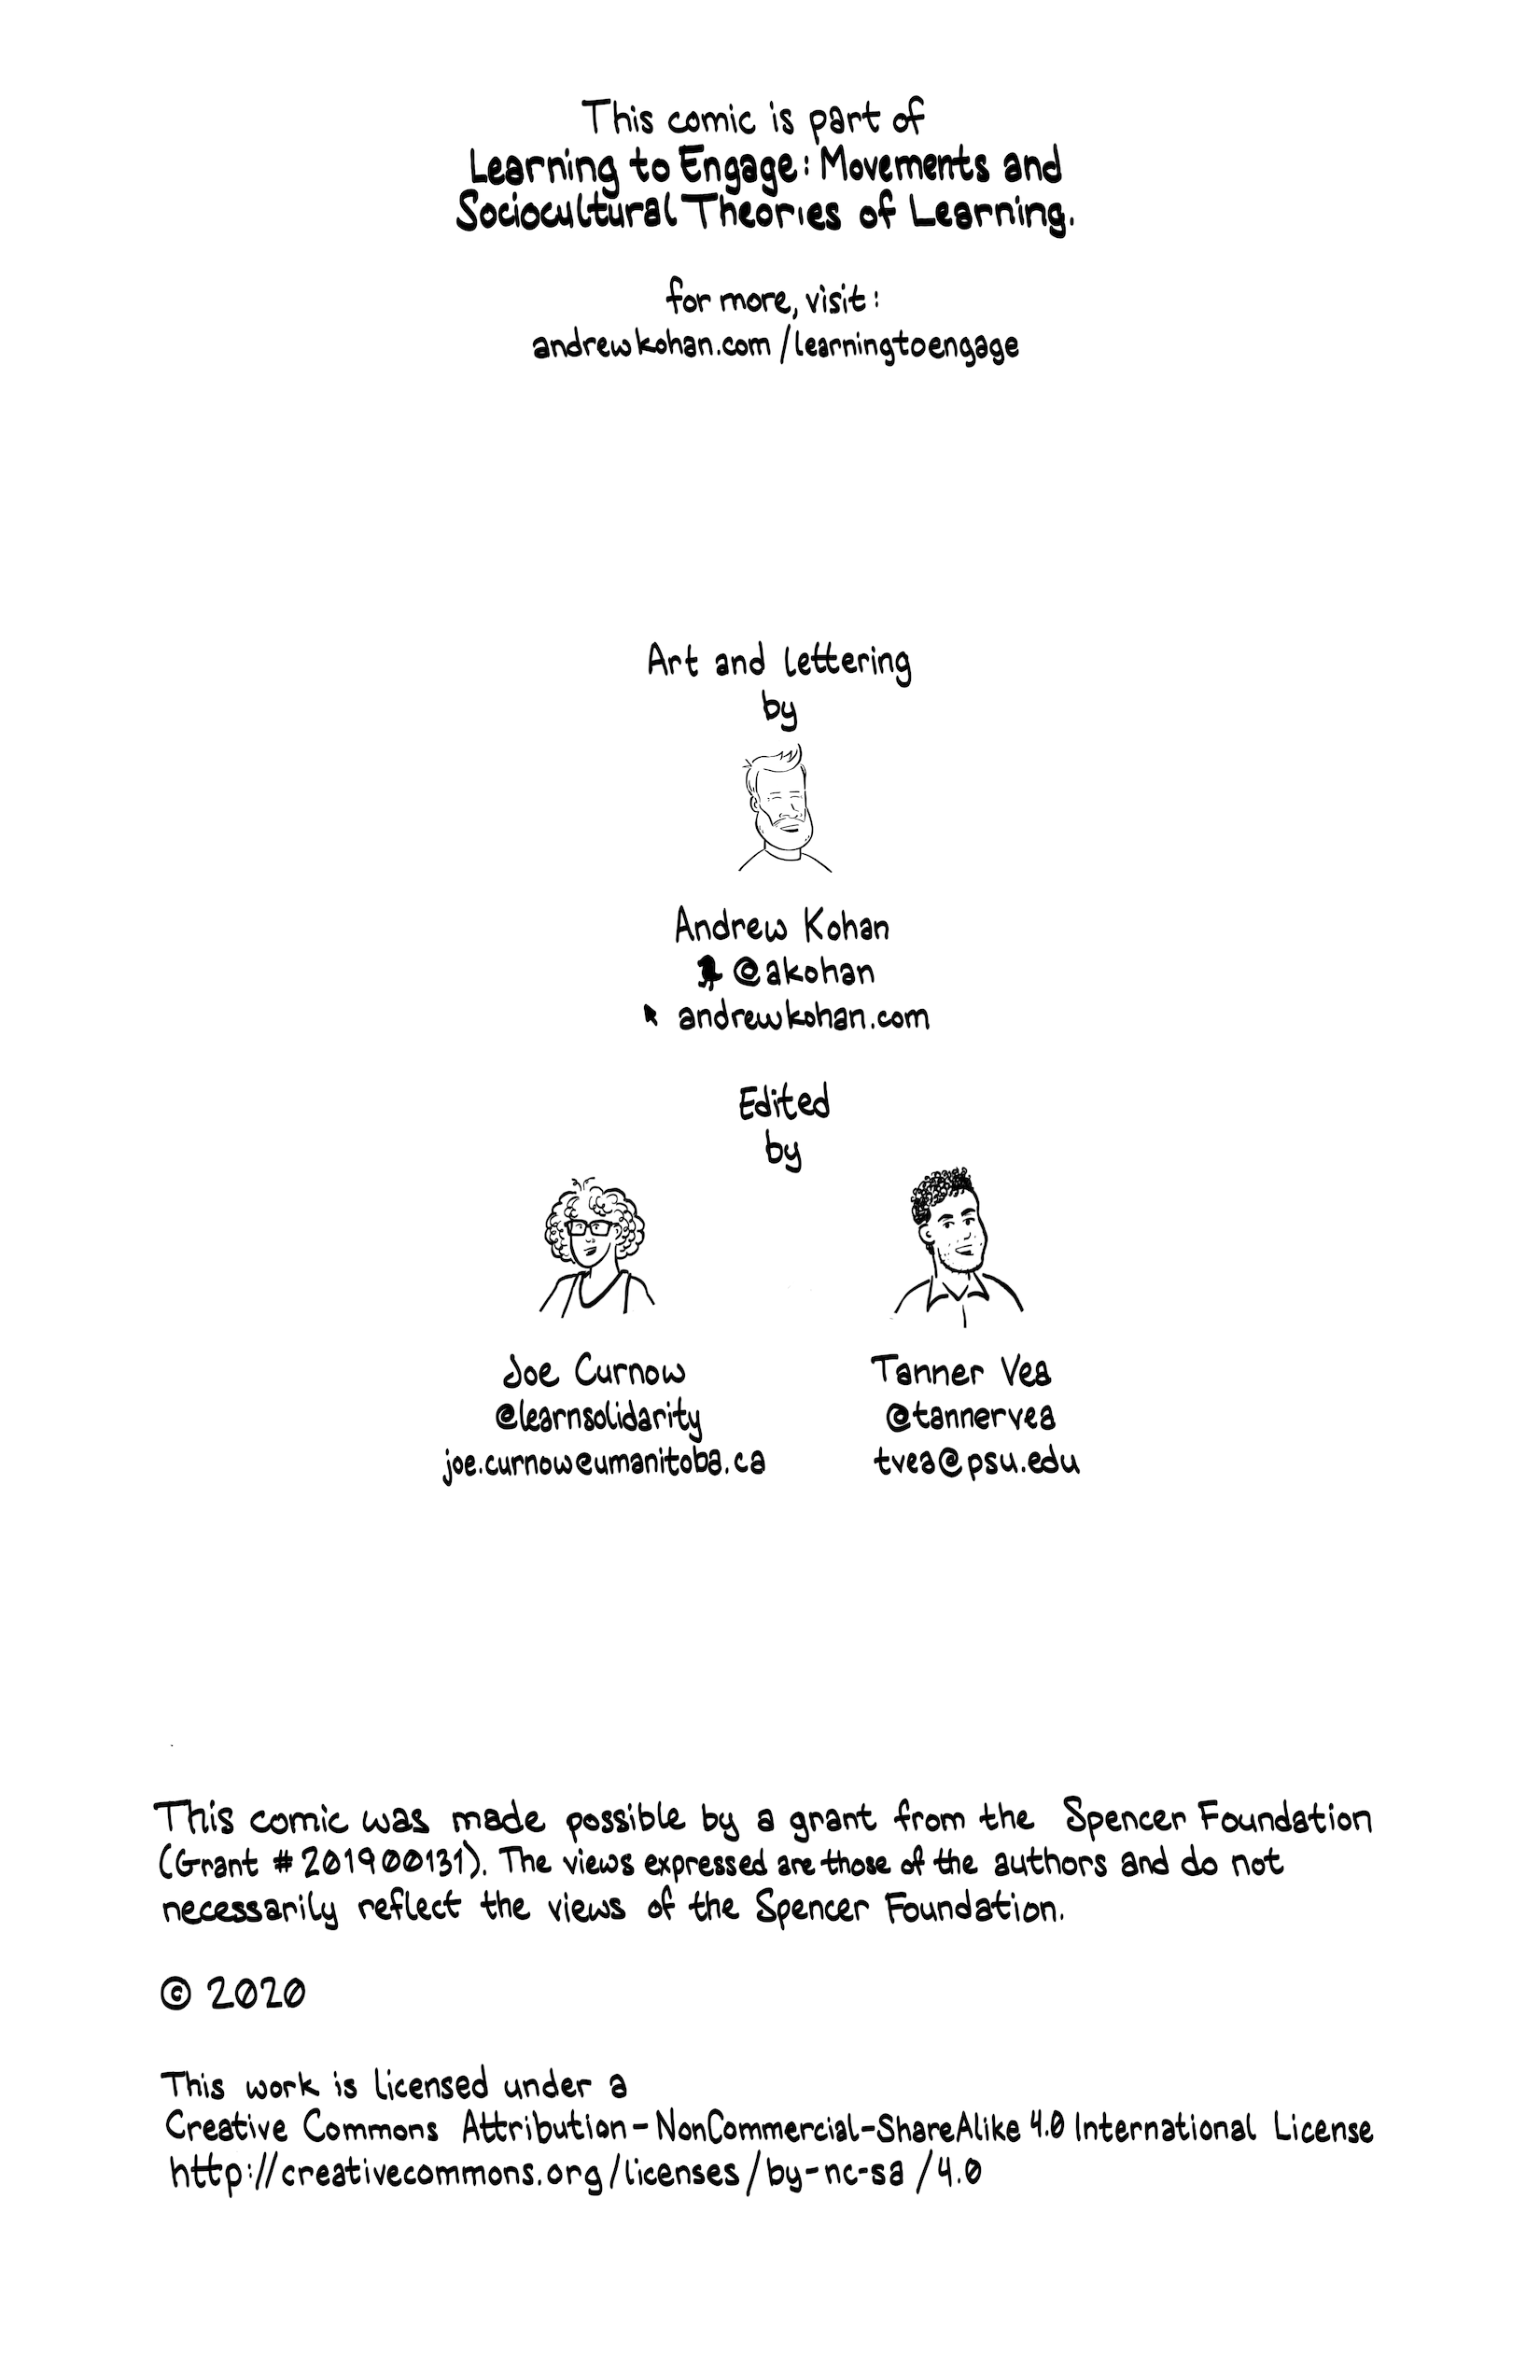 This comic is part of
Learning to Engage: Movements and
Sociocultural Theories of Learning.
for more, visit:
andrewkohan.com/learningtoengage
Art and lettering
by
Andrew Kohan
@akohan
andrewkohan.com
Edited
by
Joe Curnow
@learnsolidarity
joe.curnow@umanitoba.ca
Tanner Vea
@tannervea
tvea@psu.edu
This comic was made possible by a grant from the Spencer Foundation
(Grant #201900131). The views expressed are those of the authors and do not
necessarily reflect the views of the Spencer Foundation.
© 2020
This work is licensed under a
Creative Commons Attribution-NonCommercial-ShareAlike 4.0 International License
http://creativecommons.org/licenses/by-nc-sa/4.0